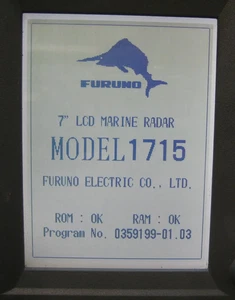 FURUNO
7" LCD MARINE RADAR
MODEL1715
FURUNO ELECTRIC CO., LTD.
ROM : OK RAM : OK
Program No. 0359199-01.03